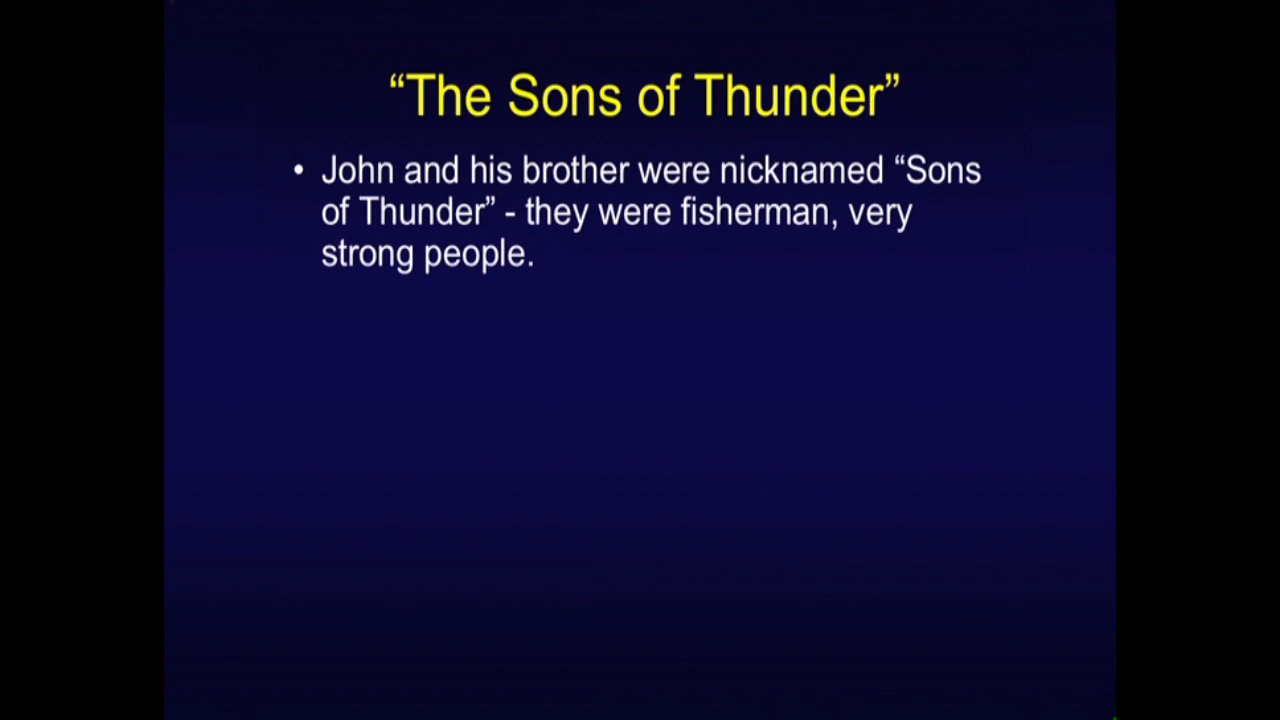 “The Sons of Thunder”
• John and his brother were nicknamed “Sons
of Thunder” - they were fisherman, very
strong people.